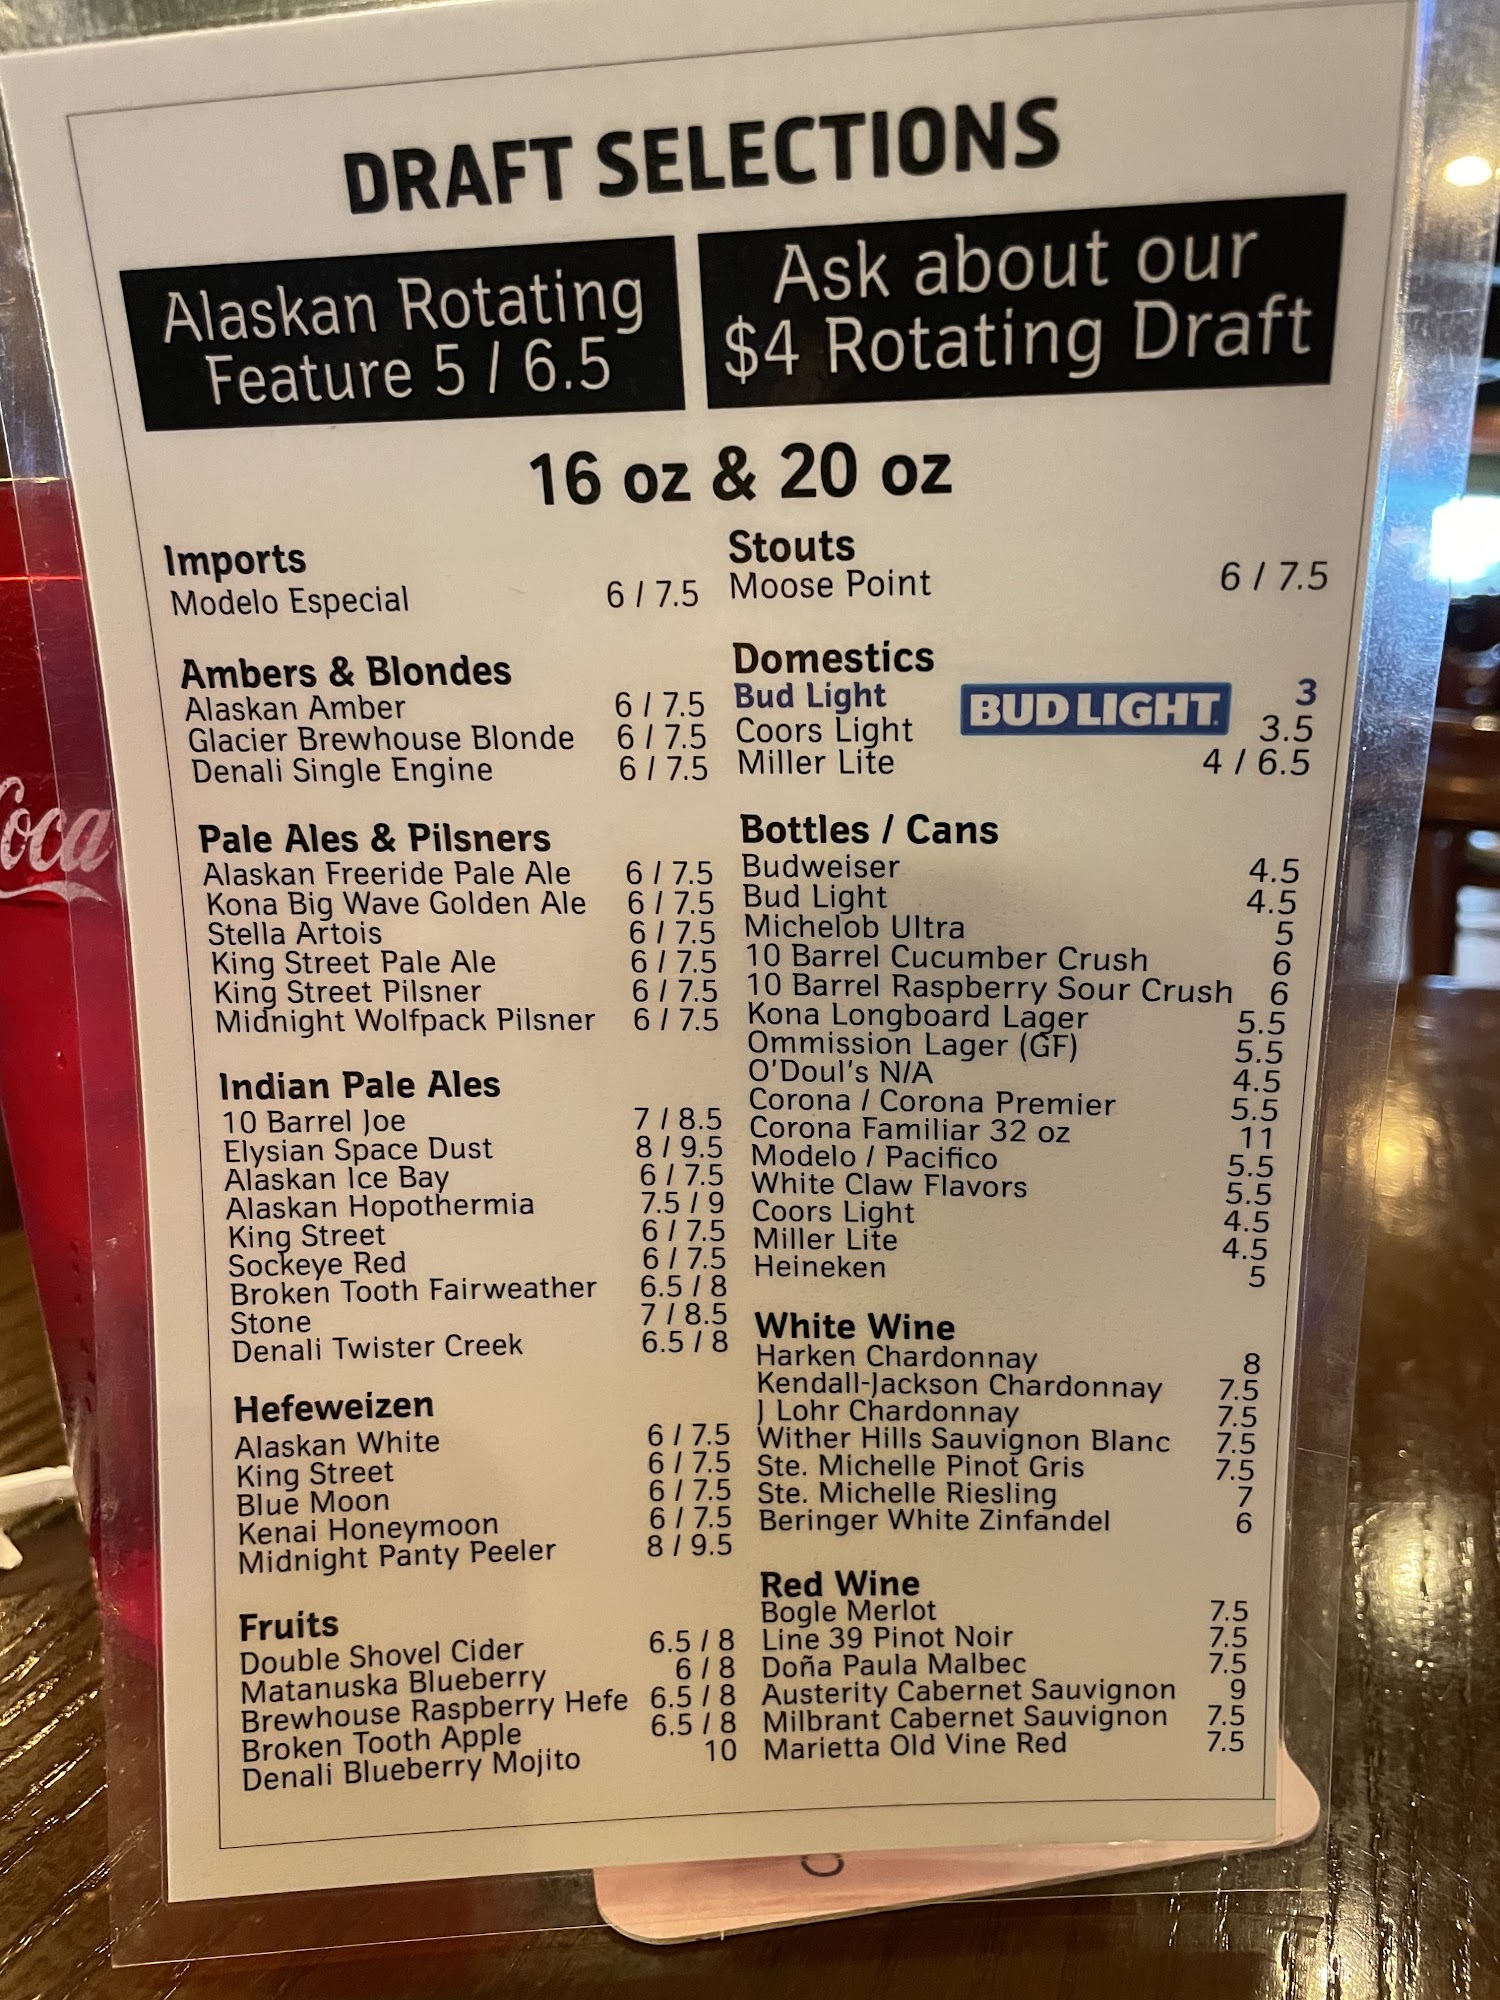 DRAFT SELECTIONS
Alaskan Rotating
Feature 5 / 6.5
Ask about our
$4 Rotating Draft
16 oz & 20 oz
Imports
Modelo Especial 6 / 7.5
Ambers & Blondes
Alaskan Amber 6 / 7.5
Glacier Brewhouse Blonde 6 / 7.5
Denali Single Engine 6 / 7.5
Pale Ales & Pilsners
Alaskan Freeride Pale Ale 6 / 7.5
Kona Big Wave Golden Ale 6 / 7.5
Stella Artois 6 / 7.5
King Street Pale Ale 6 / 7.5
King Street Pilsner 6 / 7.5
Midnight Wolfpack Pilsner 6 / 7.5
Indian Pale Ales
10 Barrel Joe 7 / 8.5
Elysian Space Dust 8 / 9.5
Alaskan Ice Bay 6 / 7.5
Alaskan Hopothermia 7.5 / 9
King Street 6 / 7.5
Sockeye Red 6 / 7.5
Broken Tooth Fairweather 6.5 / 8
Stone 7 / 8.5
Denali Twister Creek 6.5 / 8
Hefeweizen
Alaskan White 6 / 7.5
King Street 6 / 7.5
Blue Moon 6 / 7.5
Kenai Honeymoon 6 / 7.5
Midnight Panty Peeler 8 / 9.5
Fruits
Double Shovel Cider 6.5 / 8
Matanuska Blueberry 6 / 8
Brewhouse Raspberry Hefe 6.5 / 8
Broken Tooth Apple 6.5 / 8
Denali Blueberry Mojito 10
Stouts
Moose Point 6 / 7.5
Domestics
Bud Light BUD LIGHT 3
Coors Light 3.5
Miller Lite 4 / 6.5
Bottles / Cans
Budweiser 4.5
Bud Light 4.5
Michelob Ultra 5
10 Barrel Cucumber Crush 6
10 Barrel Raspberry Sour Crush 6
Kona Longboard Lager 5.5
Ommission Lager (GF) 5.5
O'Doul's N/A 4.5
Corona / Corona Premier 5.5
Corona Familiar 32 oz 11
Modelo / Pacifico 5.5
White Claw Flavors 5.5
Coors Light 4.5
Miller Lite 4.5
Heineken 5
White Wine
Harken Chardonnay 8
Kendall-Jackson Chardonnay 7.5
J Lohr Chardonnay 7.5
Wither Hills Sauvignon Blanc 7.5
Ste. Michelle Pinot Gris 7.5
Ste. Michelle Riesling 7
Beringer White Zinfandel 6
Red Wine
Bogle Merlot 7.5
Line 39 Pinot Noir 7.5
Doña Paula Malbec 7.5
Austerity Cabernet Sauvignon 9
Milbrant Cabernet Sauvignon 7.5
Marietta Old Vine Red 7.5
Coca